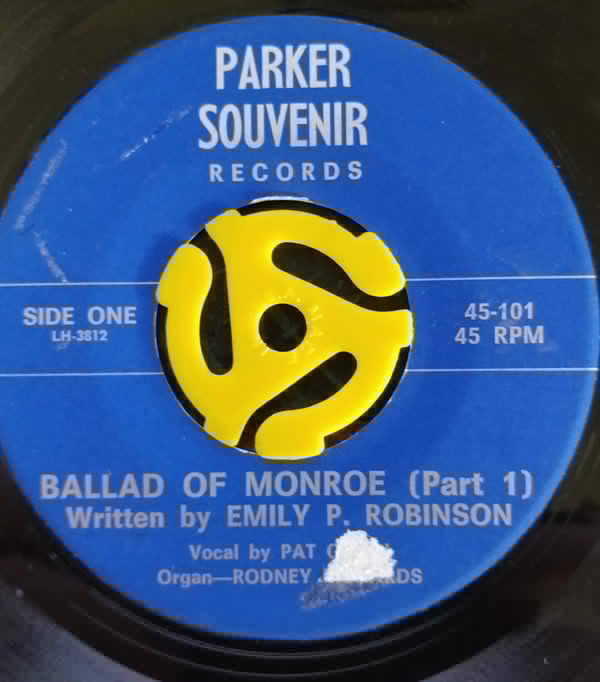 PARKER
SOUVENIR
RECORDS
SIDE ONE
LH-3812
45-101
45 RPM
BALLAD OF MONROE (Part 1)
Written by EMILY P. ROBINSON
Vocal by PAT
Organ—RODNEY